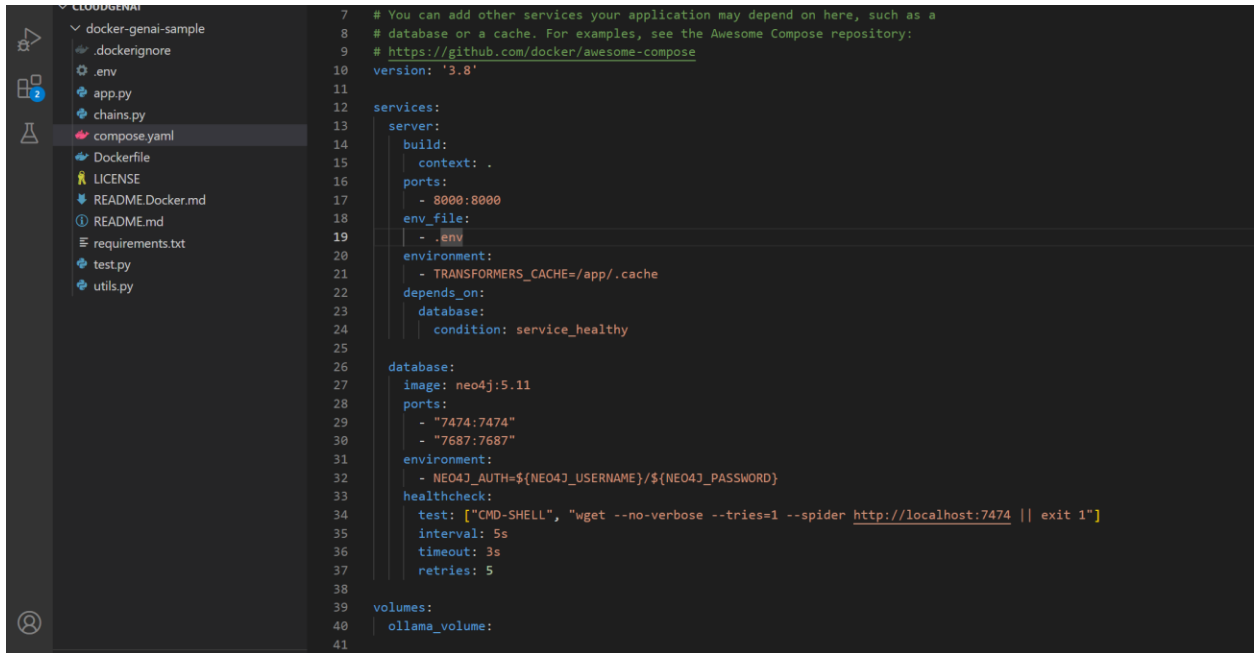 CLOUDGENAI
docker-genai-sample
.dockerignore
.env
app.py
chains.py
compose.yaml
Dockerfile
LICENSE
README.Docker.md
README.md
requirements.txt
test.py
utils.py
2
7 # You can add other services your application may depend on here, such as a
8 # database or a cache. For examples, see the Awesome Compose repository:
9 # https://github.com/docker/awesome-compose
10 version: '3.8'
11
12 services:
13   server:
14     build:
15       context: .
16     ports:
17       - 8000:8000
18     env_file:
19       - .env
20     environment:
21       - TRANSFORMERS_CACHE=/app/.cache
22     depends_on:
23       database:
24         condition: service_healthy
25
26   database:
27     image: neo4j:5.11
28     ports:
29       - "7474:7474"
30       - "7687:7687"
31     environment:
32       - NEO4J_AUTH=${NEO4J_USERNAME}/${NEO4J_PASSWORD}
33     healthcheck:
34       test: ["CMD-SHELL", "wget --no-verbose --tries=1 --spider http://localhost:7474 || exit 1"]
35       interval: 5s
36       timeout: 3s
37       retries: 5
38
39 volumes:
40   ollama_volume:
41